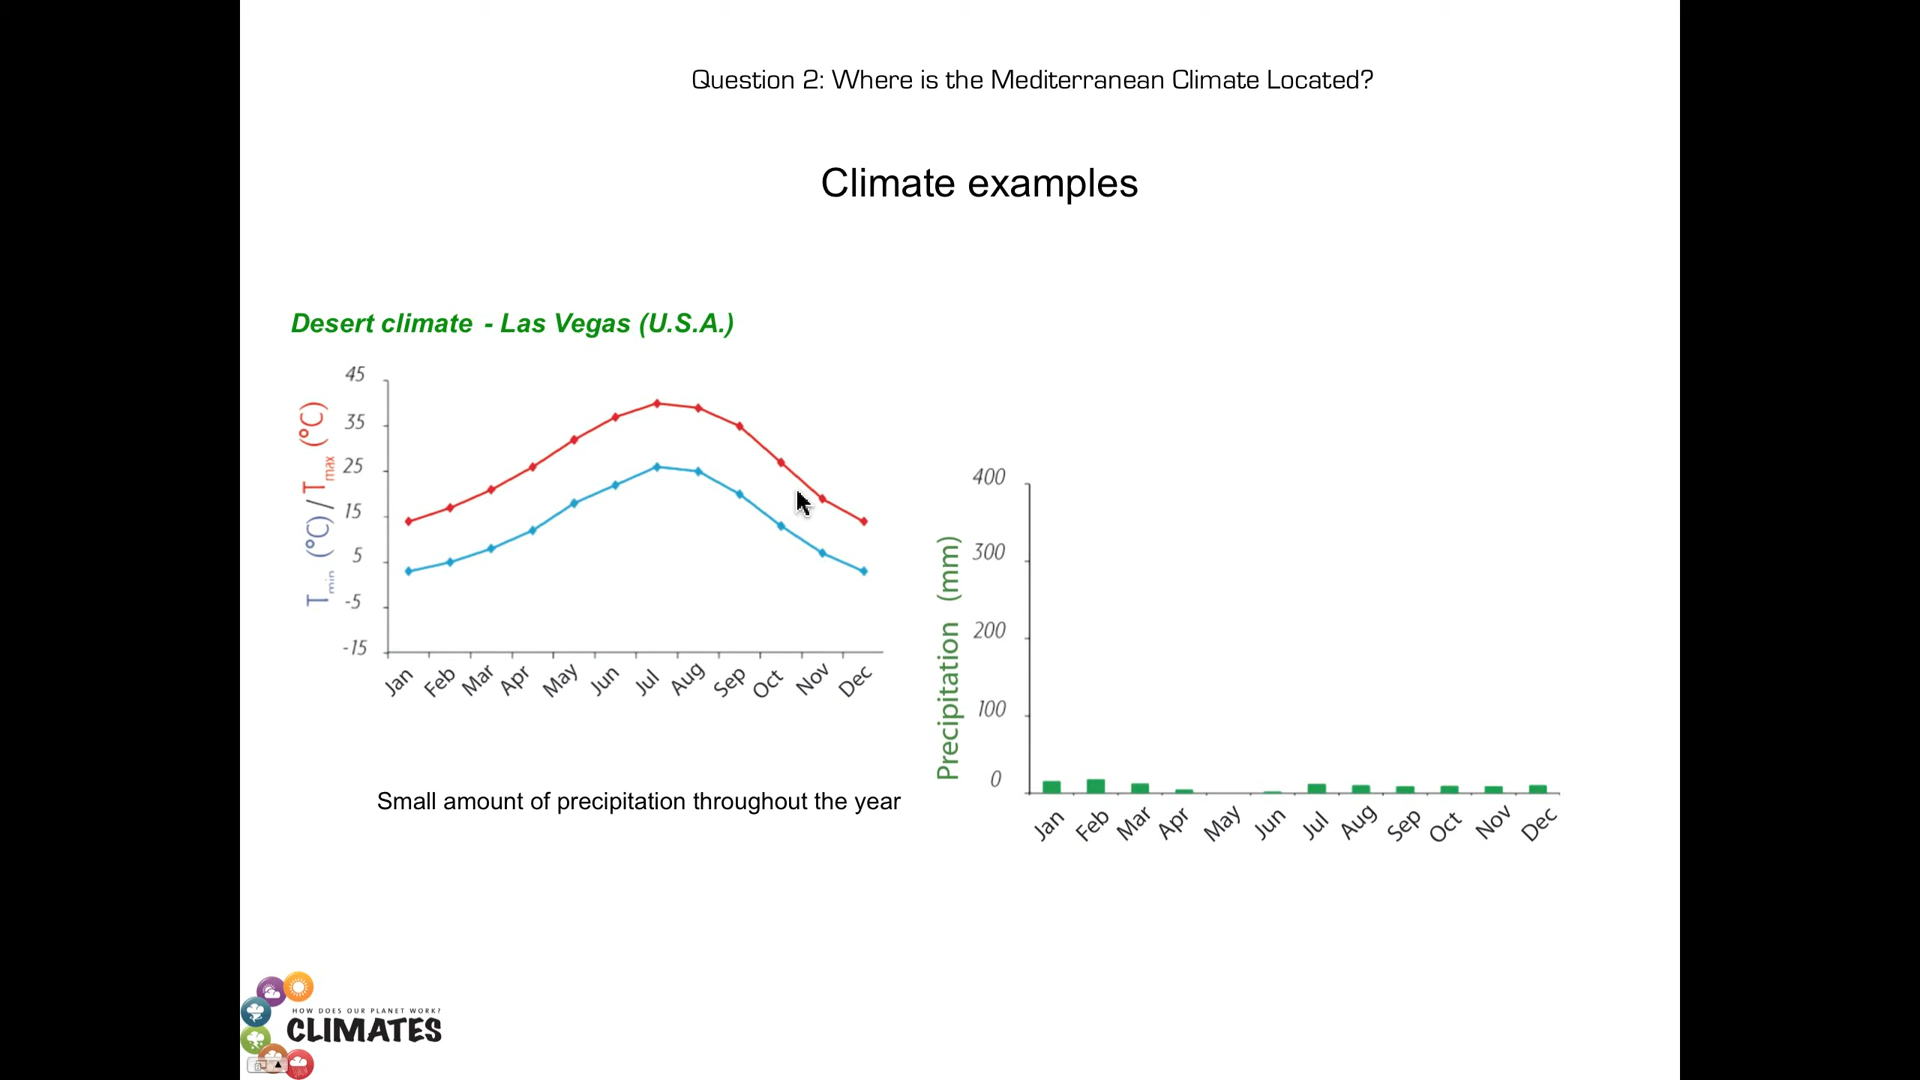 Question 2: Where is the Mediterranean Climate Located?
Climate examples
Desert climate - Las Vegas (U.S.A.)
Tmin (°C) / Tmax (°C)
45
35
25
15
5
-5
-15
Jan Feb Mar Apr May Jun Jul Aug Sep Oct Nov Dec
Small amount of precipitation throughout the year
Precipitation (mm)
400
300
200
100
0
Jan Feb Mar Apr May Jun Jul Aug Sep Oct Nov Dec
HOW DOES OUR PLANET WORK?
CLIMATES